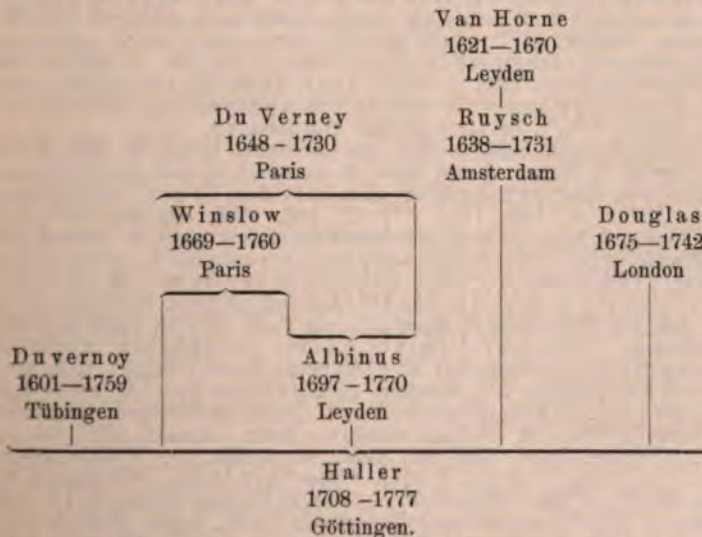 Van Horne
1621—1670
Leyden
Du Verney
1648 – 1730
Paris
Ruysch
1638—1731
Amsterdam
Winslow
1669—1760
Paris
Douglas
1675—1742
London
Duvernoy
1601—1759
Tübingen
Albinus
1697 – 1770
Leyden
Haller
1708 – 1777
Göttingen.